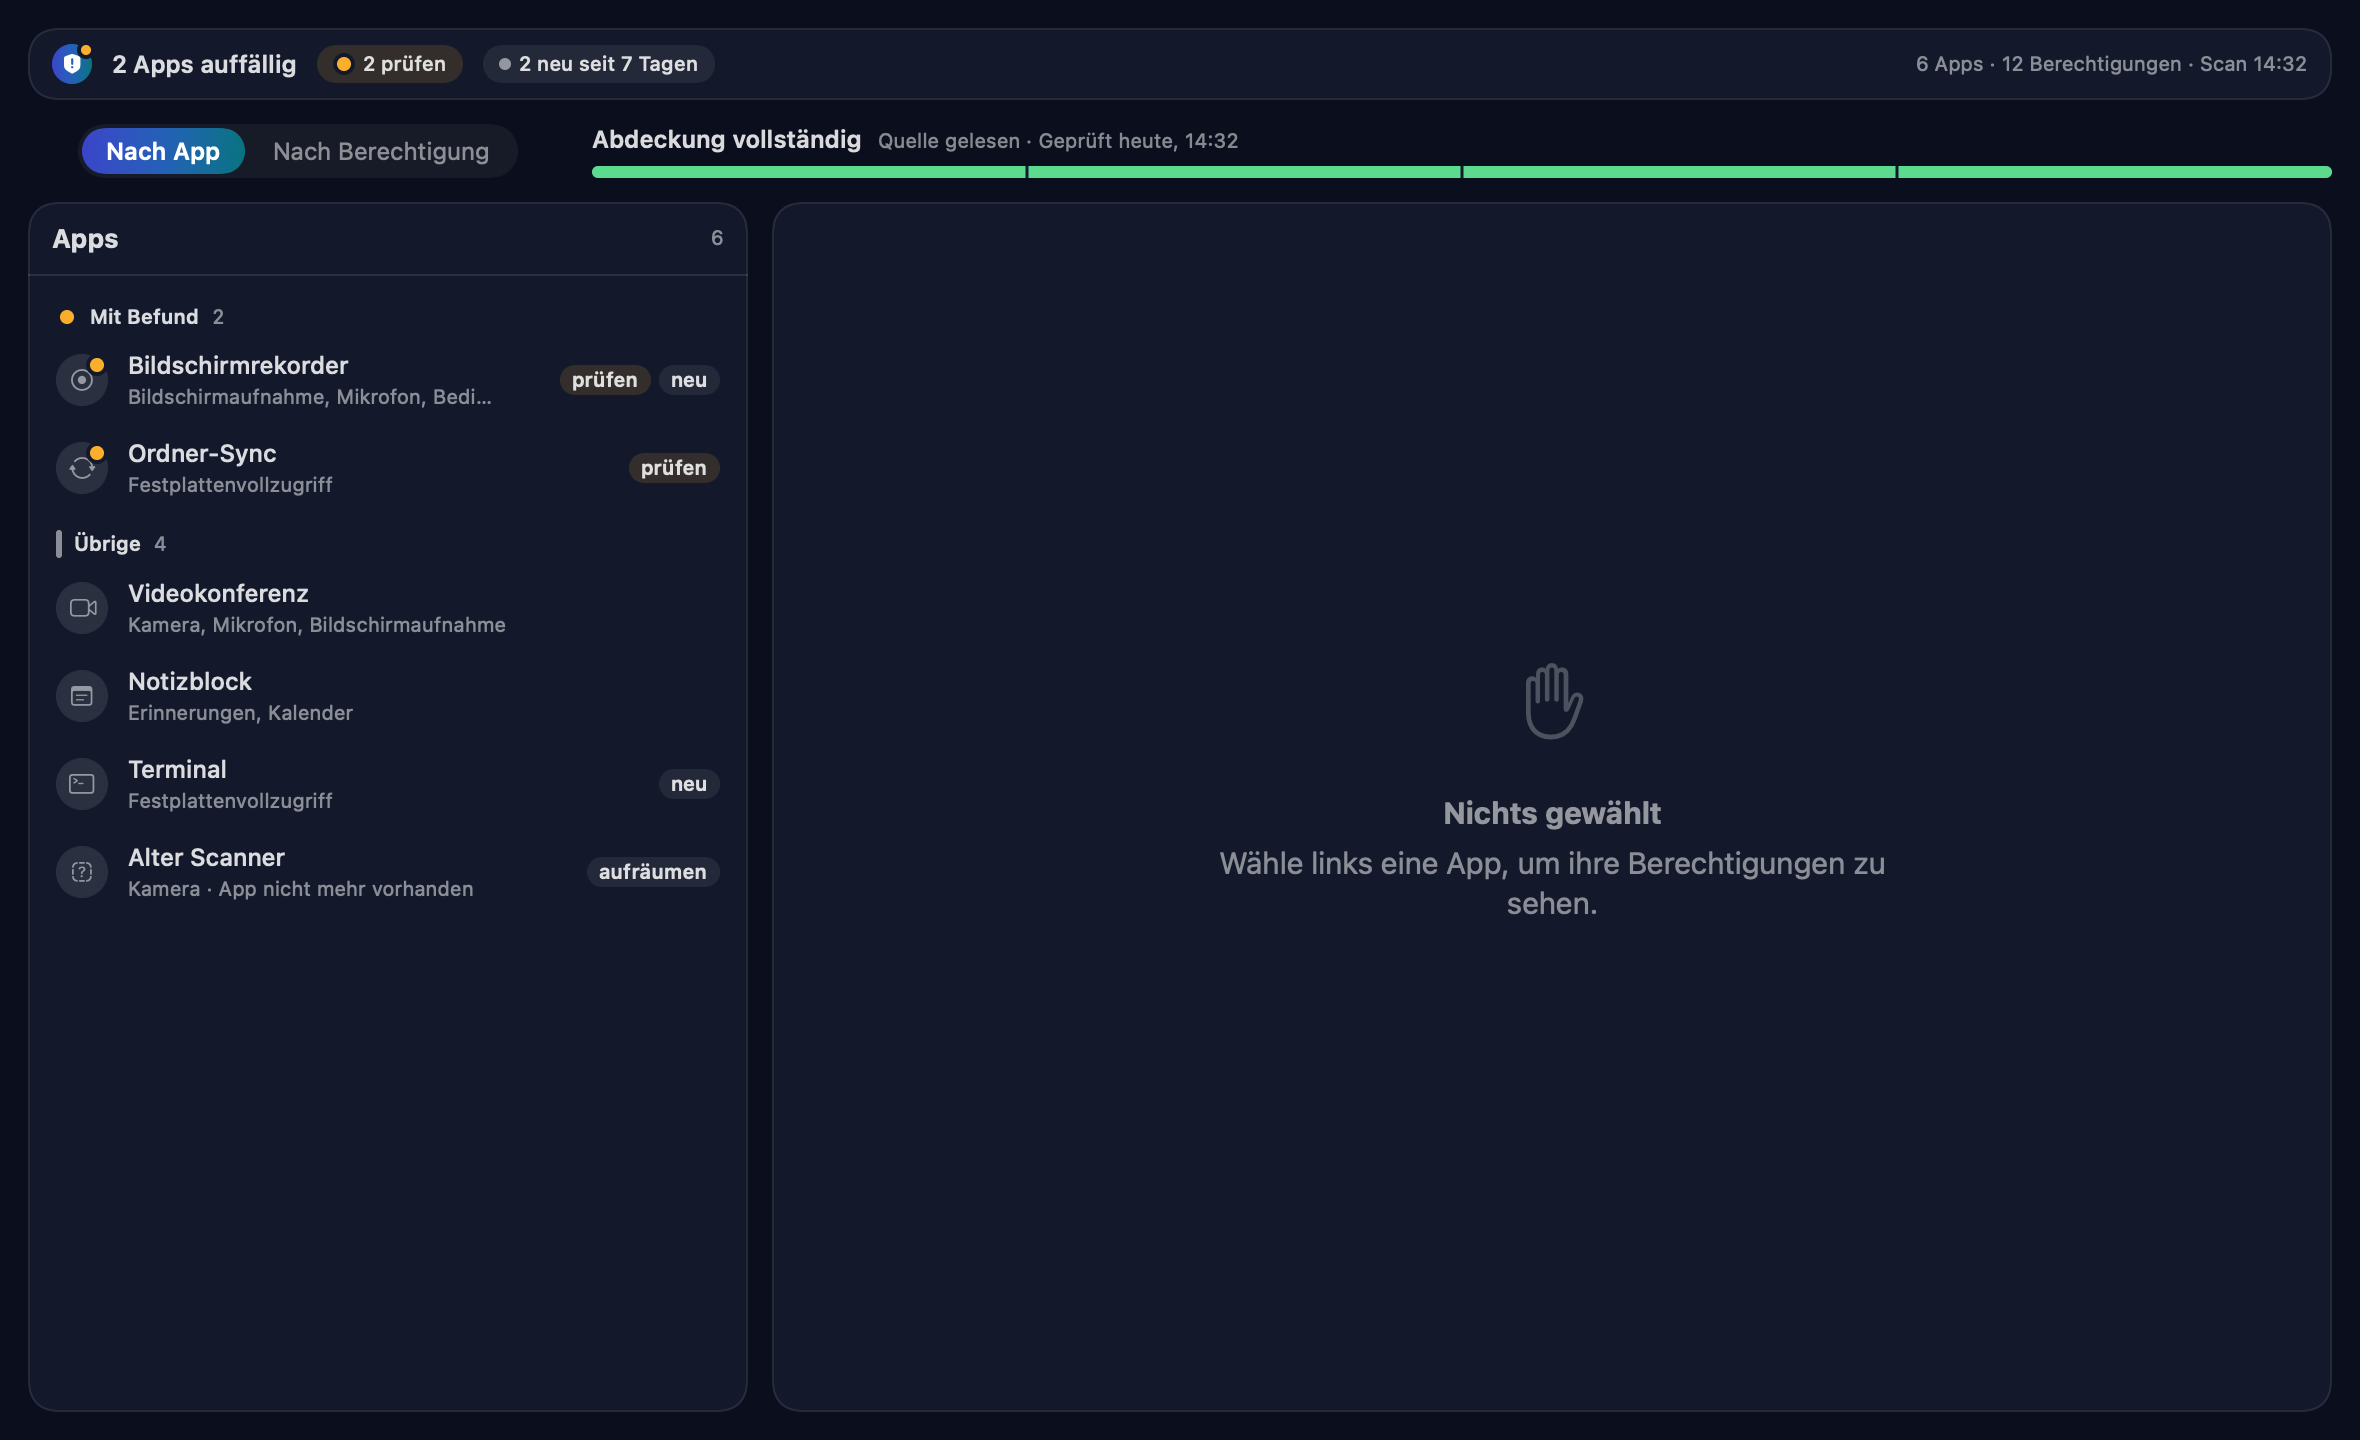 2 Apps auffällig
2 prüfen
2 neu seit 7 Tagen
6 Apps · 12 Berechtigungen · Scan 14:32
Nach App
Nach Berechtigung
Abdeckung vollständig
Quelle gelesen · Geprüft heute, 14:32
Apps
6
Mit Befund 2
Bildschirmrekorder
Bildschirmaufnahme, Mikrofon, Bedi...
prüfen
neu
Ordner-Sync
Festplattenvollzugriff
prüfen
Übrige 4
Videokonferenz
Kamera, Mikrofon, Bildschirmaufnahme
Notizblock
Erinnerungen, Kalender
Terminal
Festplattenvollzugriff
neu
Alter Scanner
Kamera · App nicht mehr vorhanden
aufräumen
Nichts gewählt
Wähle links eine App, um ihre Berechtigungen zu
sehen.